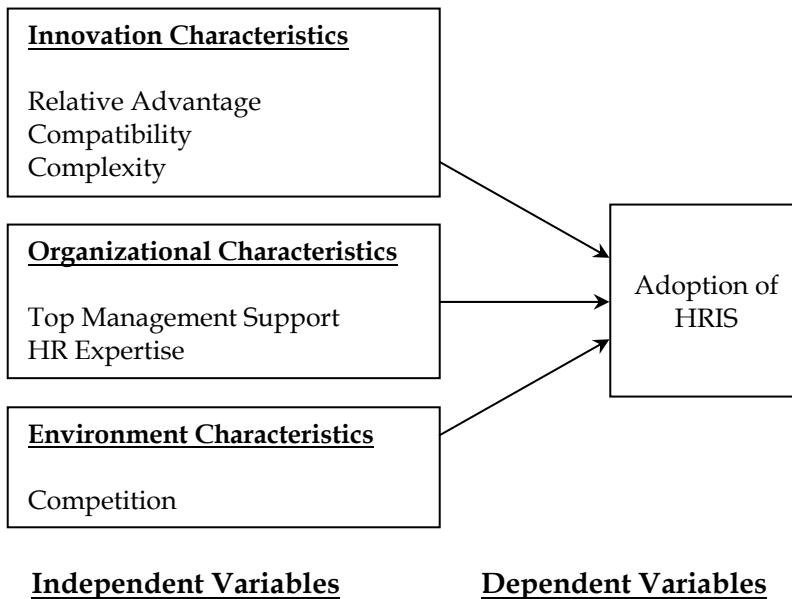 Innovation Characteristics
Relative Advantage
Compatibility
Complexity
Organizational Characteristics
Top Management Support
HR Expertise
Environment Characteristics
Competition
Adoption of
HRIS
Independent Variables
Dependent Variables